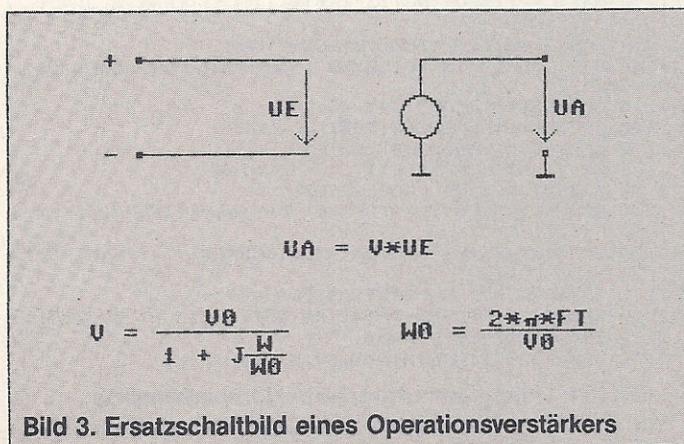 +
UE
UA
-
UA = V*UE
V = V0 / 1 + J W/W0
W0 = 2*π*FT / V0
Bild 3. Ersatzschaltbild eines Operationsverstärkers